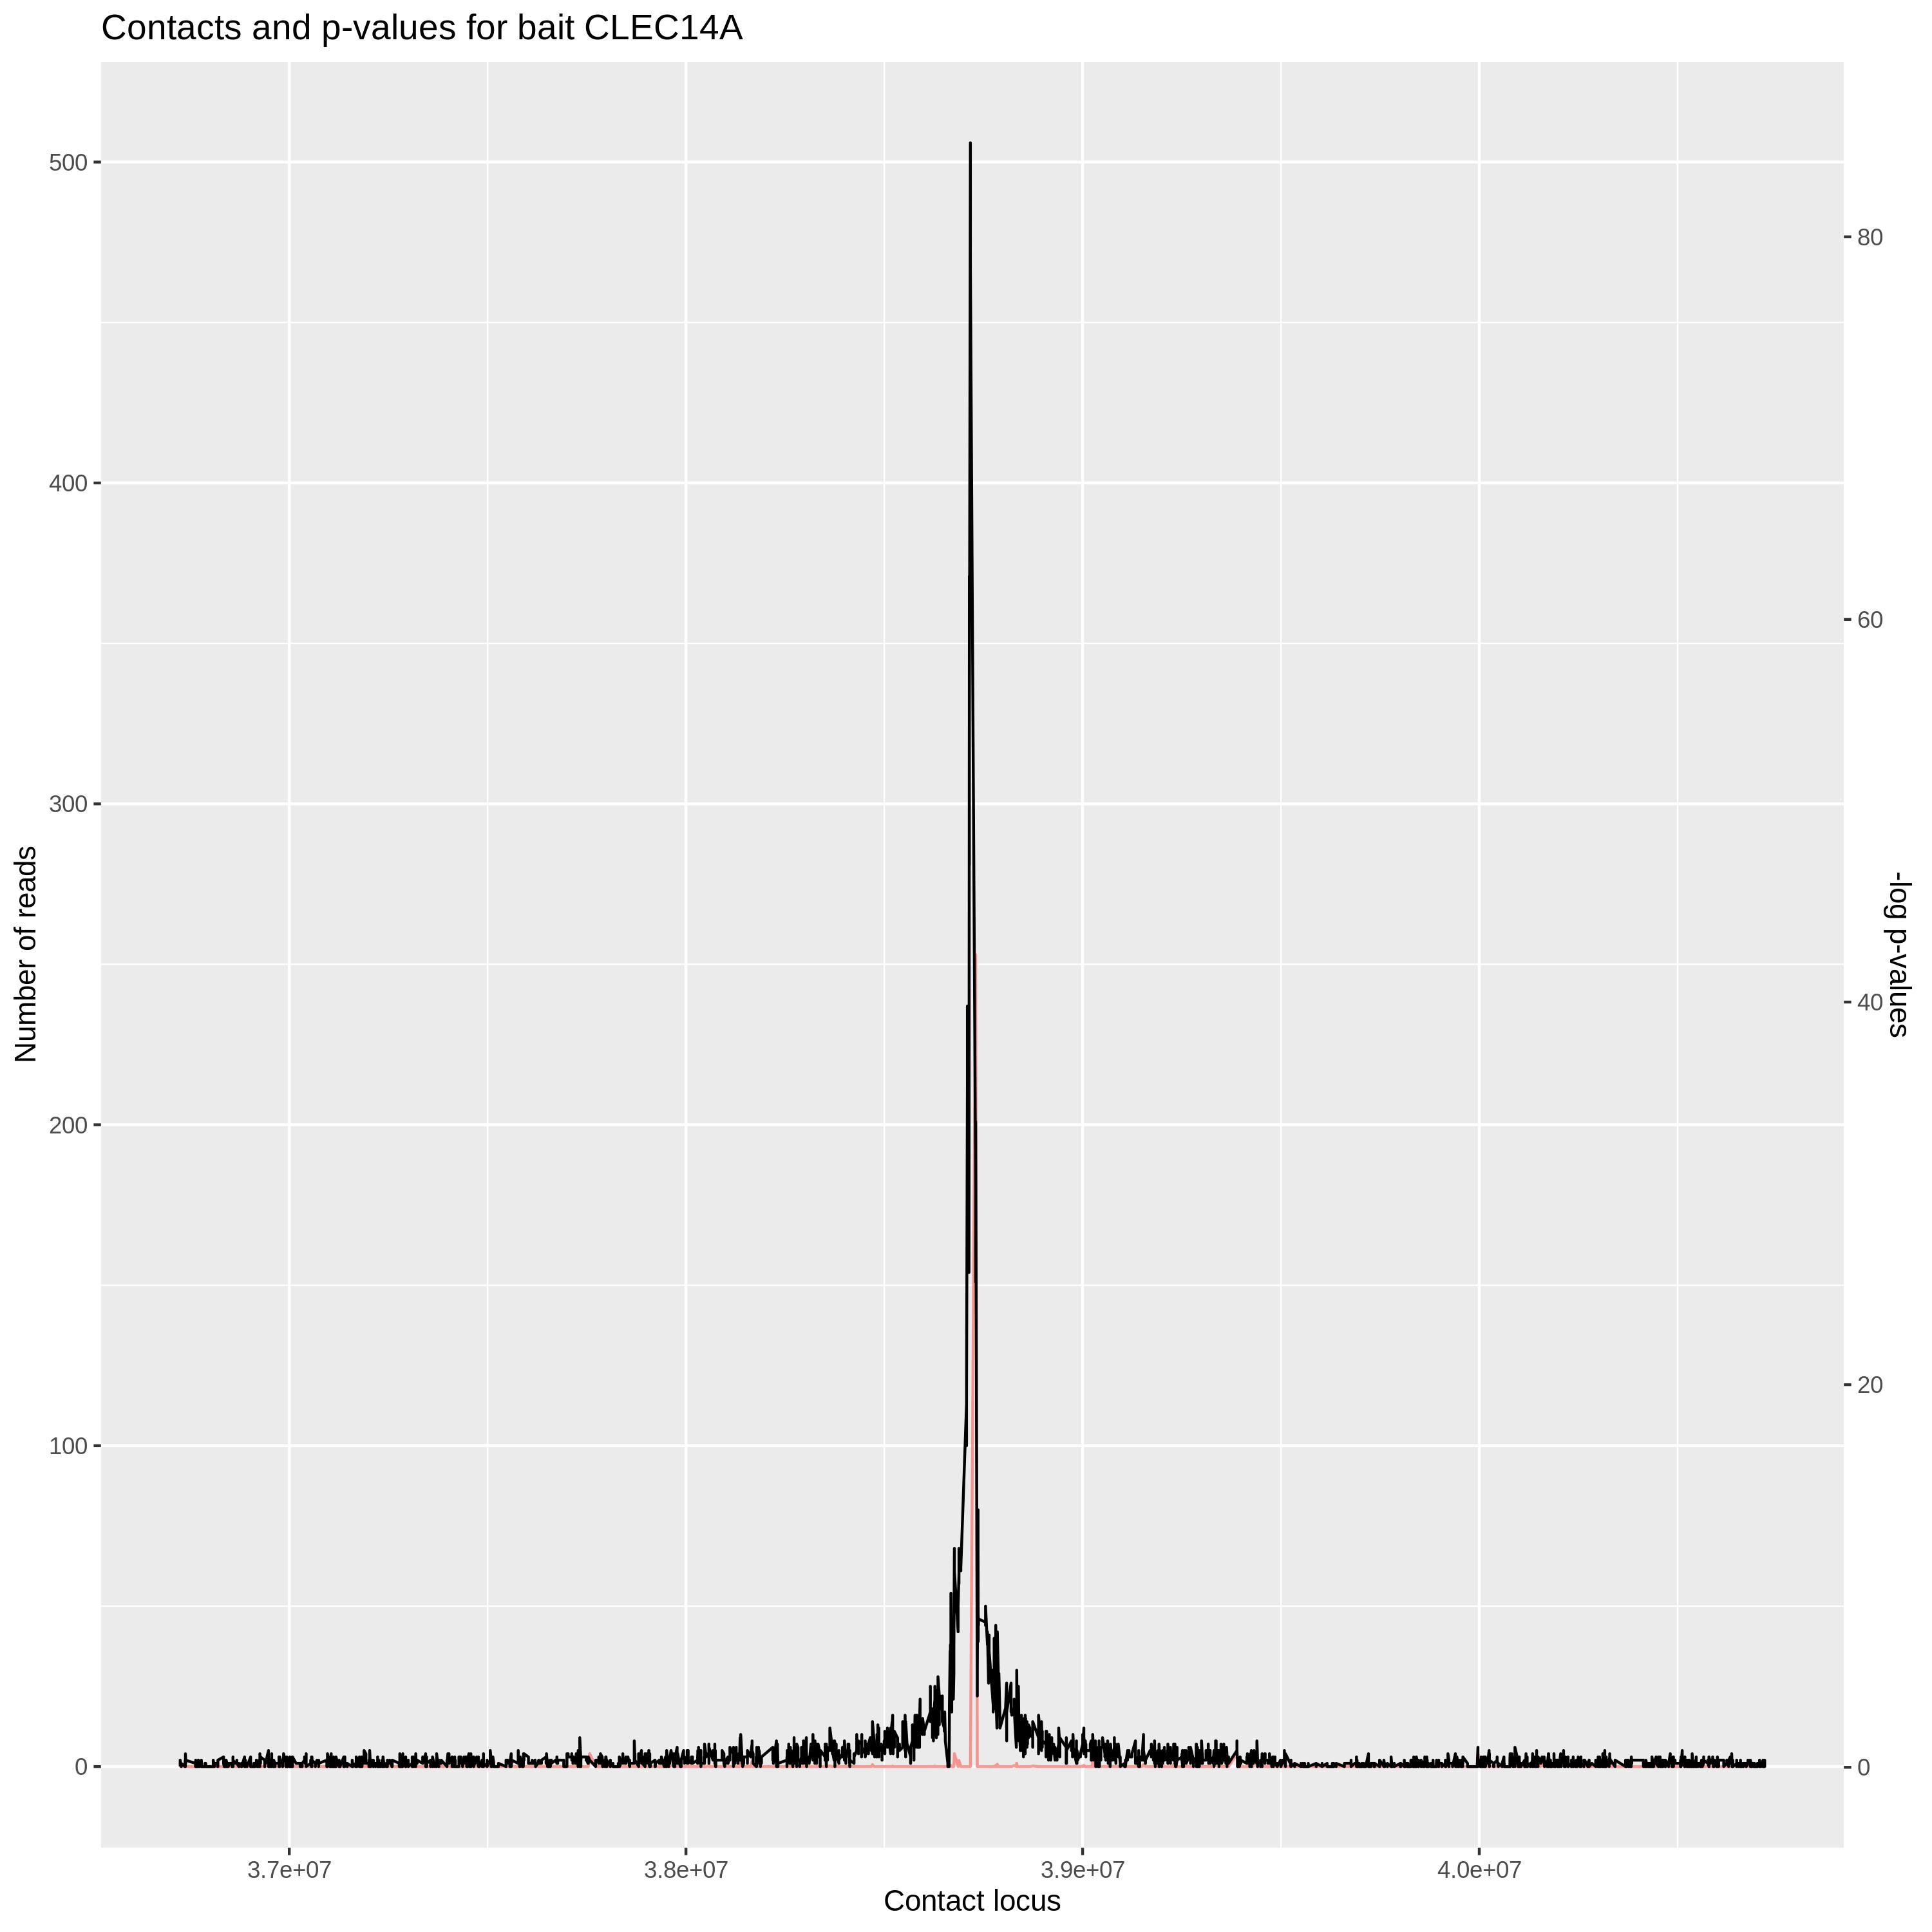 Contacts and p-values for bait CLEC14A
500
400
300
200
100
0
Number of reads
80
60
40
20
0
-log p-values
3.7e+07
3.8e+07
3.9e+07
4.0e+07
Contact locus